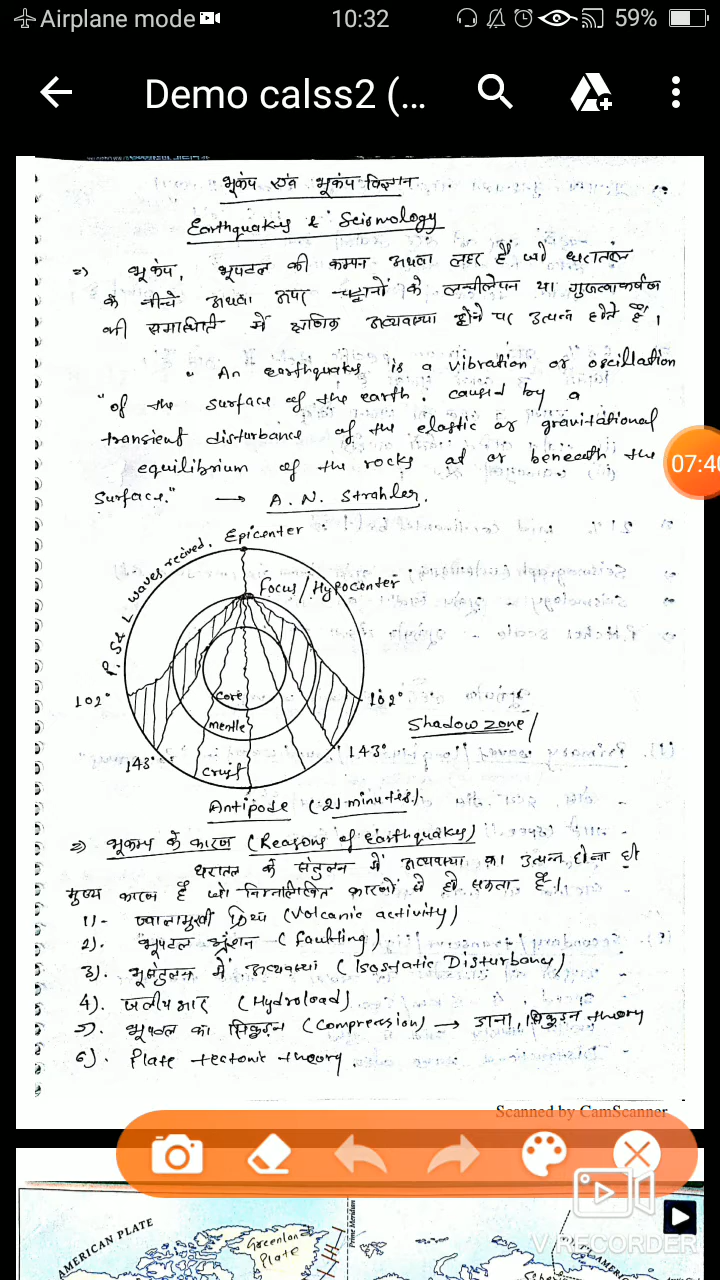 Airplane mode 10:32 59%
Demo calss2 (...
भूकंप एवं भूकंप विज्ञान
Earthquakes & Seismology
⇒) भूकंप, भूपटल की कम्पन अथवा लहर है जो धरातल
के नीचे अथवा ऊपर चट्टानों के लचीलेपन या गुरुत्वाकर्षण
की समस्थिति में क्षणिक अव्यवस्था होने पर उत्पन्न होती है।
" An earthquake is a vibration or oscillation
"of the surface of the earth. caused by a
transient disturbance of the elastic or gravitational
equilibrium of the rocks at or beneath the
07:40
surface." → A. N. Strahler.
Epicenter
P, S & L waves recived.
Focus/Hypocenter
102° 102°
core
mentle
Shadow zone/
143° 143°
crust
Antipode (21 minutes.)
⇒ भूकम्प के कारण (Reasons of Earthquake)
धरातल के संतुलन में अव्यवस्था का उत्पन्न होना ही
मुख्य कारण है जो निम्नलिखित कारणों से हो सकता है।
1)- ज्वालामुखी क्रिया (Volcanic activity)
2). भूपटल भ्रंशन (Faulting)
3). भूसंतुलन में अव्यवस्था (Isostatic Disturbance)
4). जलीय भार (Hydroload)
5). भूपटल का सिकुड़न (Compression) → डाना, सिकुड़न theory
6). Plate tectonic theory.
Scanned by CamScanner
AMERICAN PLATE
Greenland
Plate
Prime Meridian
V RECORDER